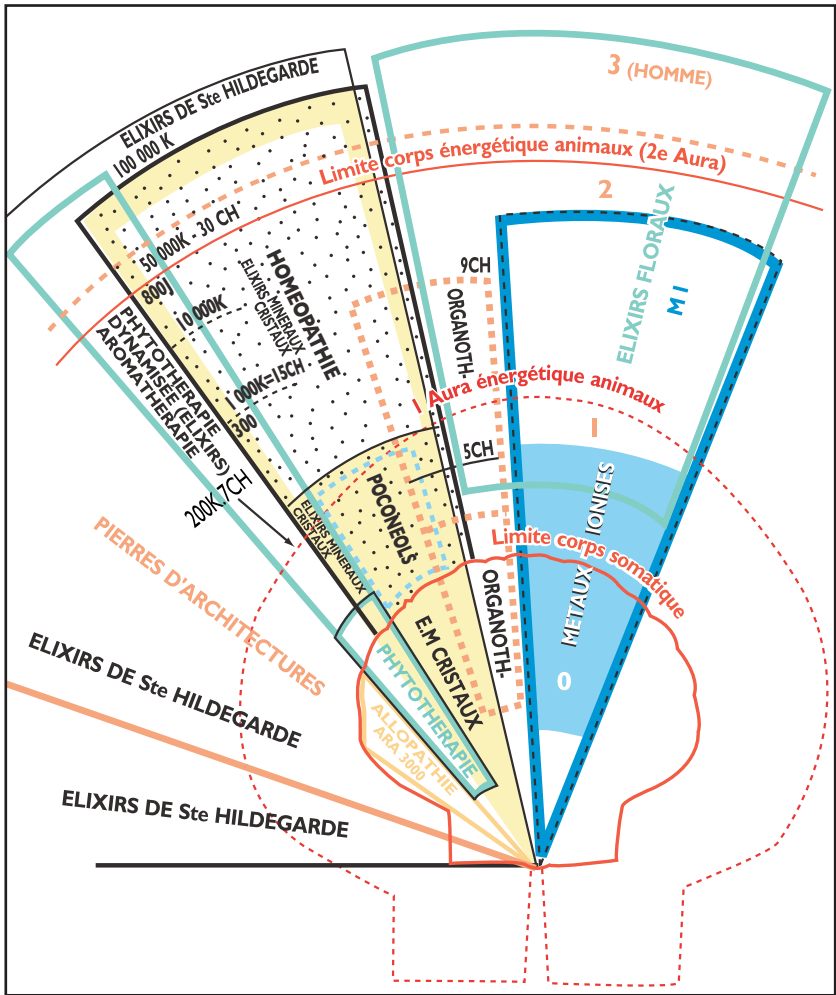 3 (HOMME)
ELIXIRS DE Ste HILDEGARDE
100 000 K
Limite corps énergétique animaux (2e Aura)
2
50 000K - 30 CH
800J
10 000K
1 000K=15CH
300
HOMEOPATHIE
ELIXIRS MINERAUX
CRISTAUX
PHYTOTHERAPIE
DYNAMISEE (ELIXIRS)
AROMATHERAPIE
9CH
ORGANOTH-
ELIXIRS FLORAUX
M I
1 Aura énergétique animaux
1
5CH
POCONEOLS
200K.7CH
ELIXIRS MINERAUX
CRISTAUX
METAUX IONISES
Limite corps somatique
ORGANOTH-
PIERRES D'ARCHITECTURES
E.M CRISTAUX
PHYTOTHERAPIE
0
ELIXIRS DE Ste HILDEGARDE
ALLOPATHIE
ARA 3000
ELIXIRS DE Ste HILDEGARDE